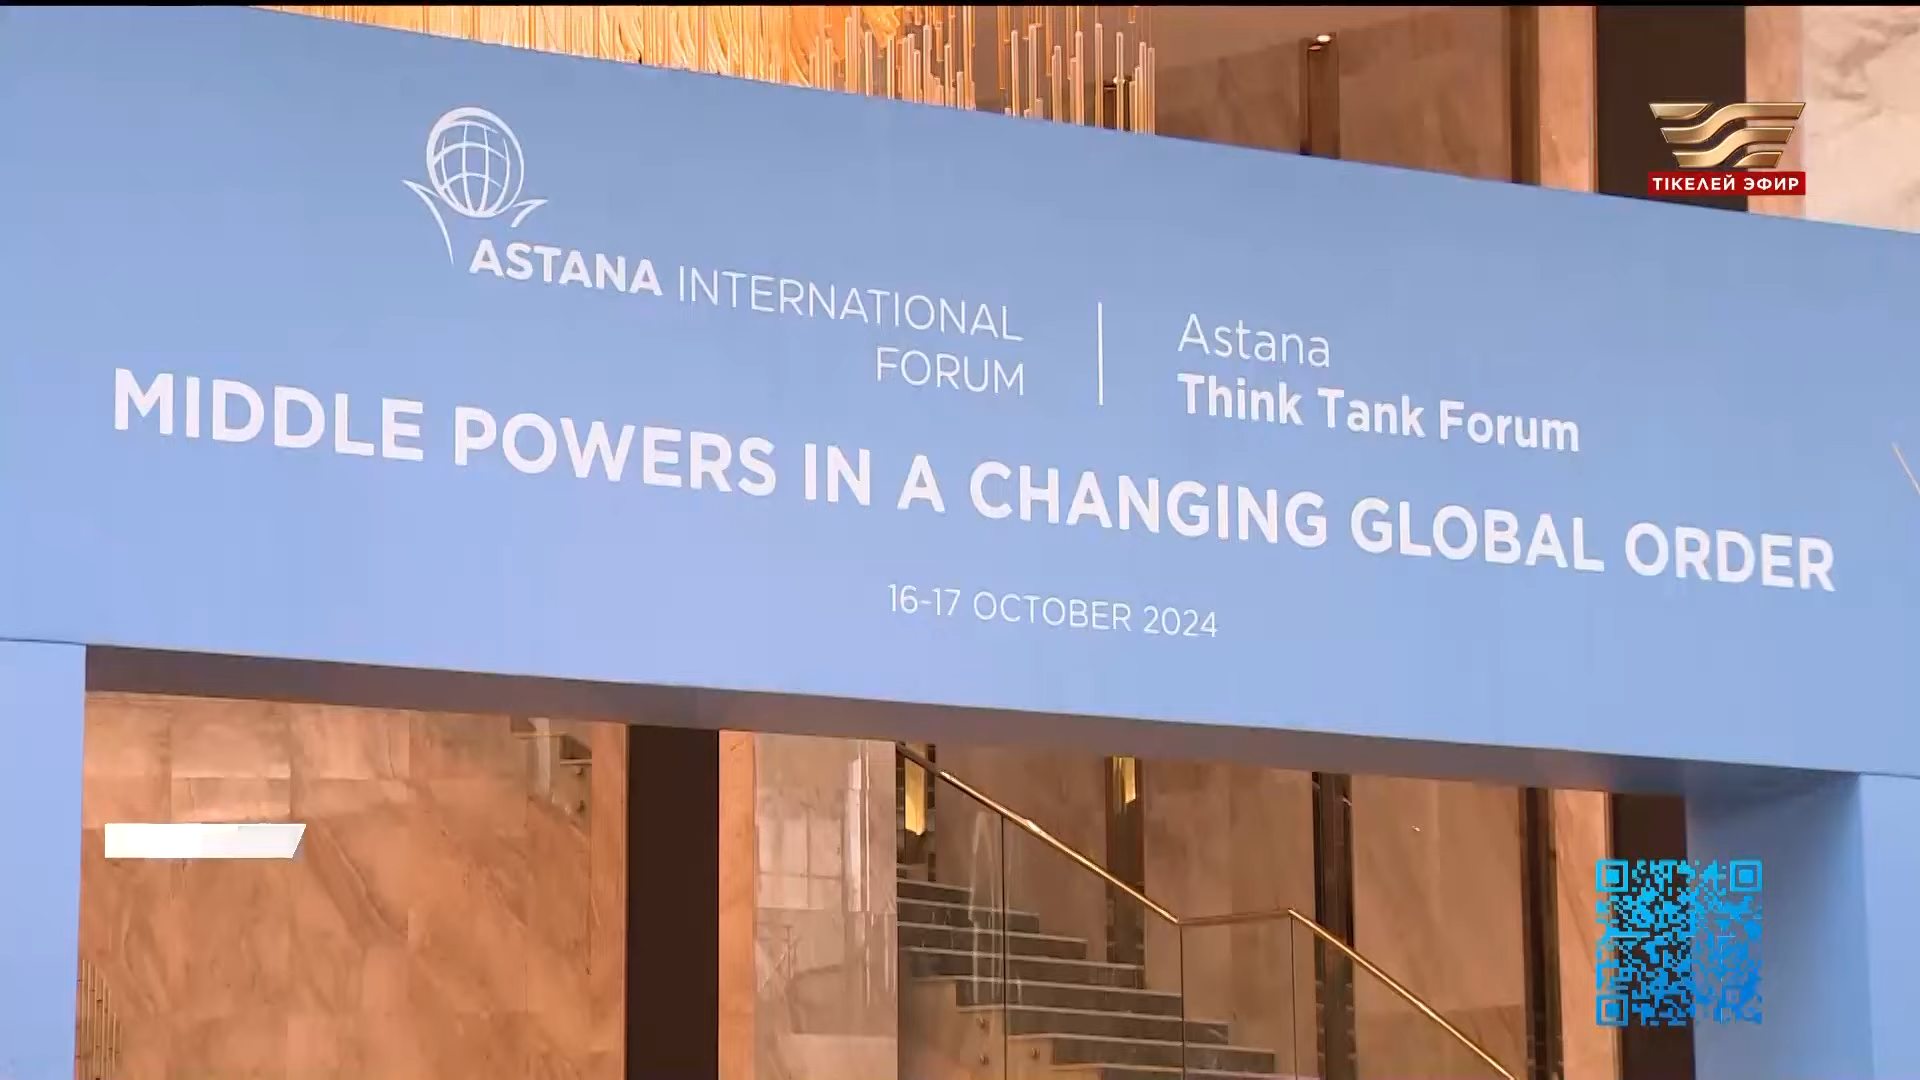 ТІКЕЛЕЙ ЭФИР
ASTANA INTERNATIONAL
FORUM
Astana
Think Tank Forum
MIDDLE POWERS IN A CHANGING GLOBAL ORDER
16-17 OCTOBER 2024